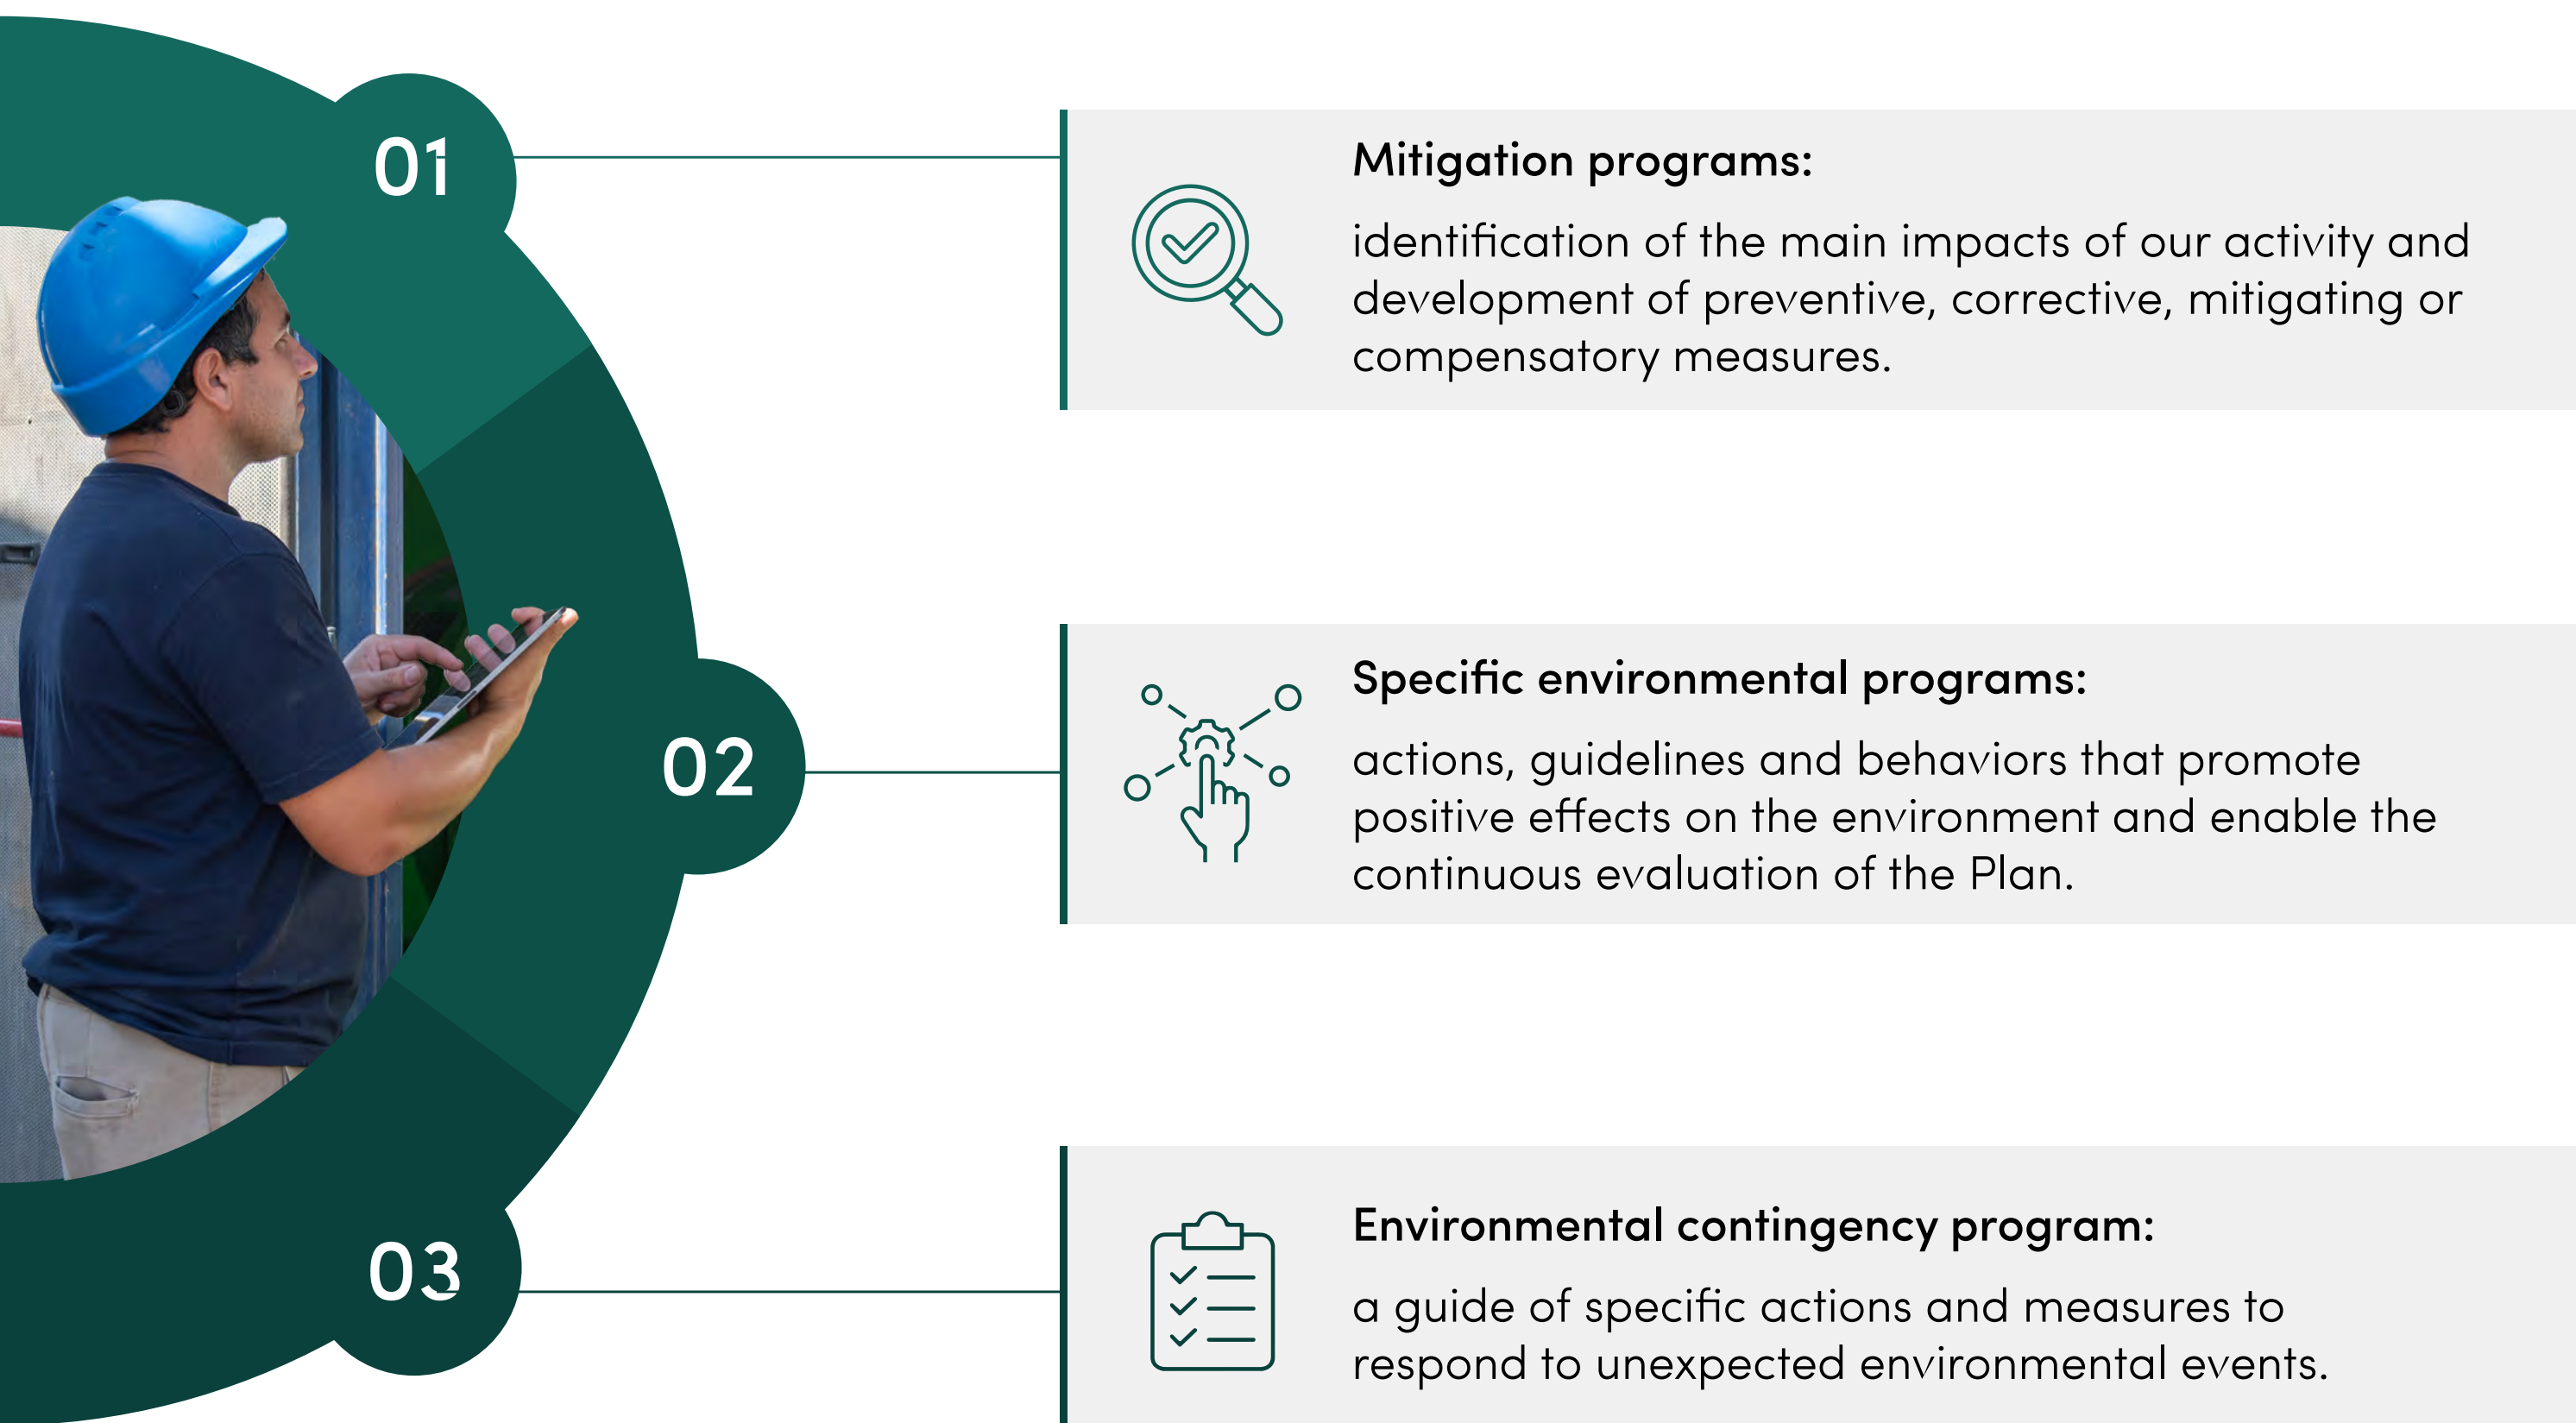 01
Mitigation programs:
identification of the main impacts of our activity and
development of preventive, corrective, mitigating or
compensatory measures.
02
Specific environmental programs:
actions, guidelines and behaviors that promote
positive effects on the environment and enable the
continuous evaluation of the Plan.
03
Environmental contingency program:
a guide of specific actions and measures to
respond to unexpected environmental events.